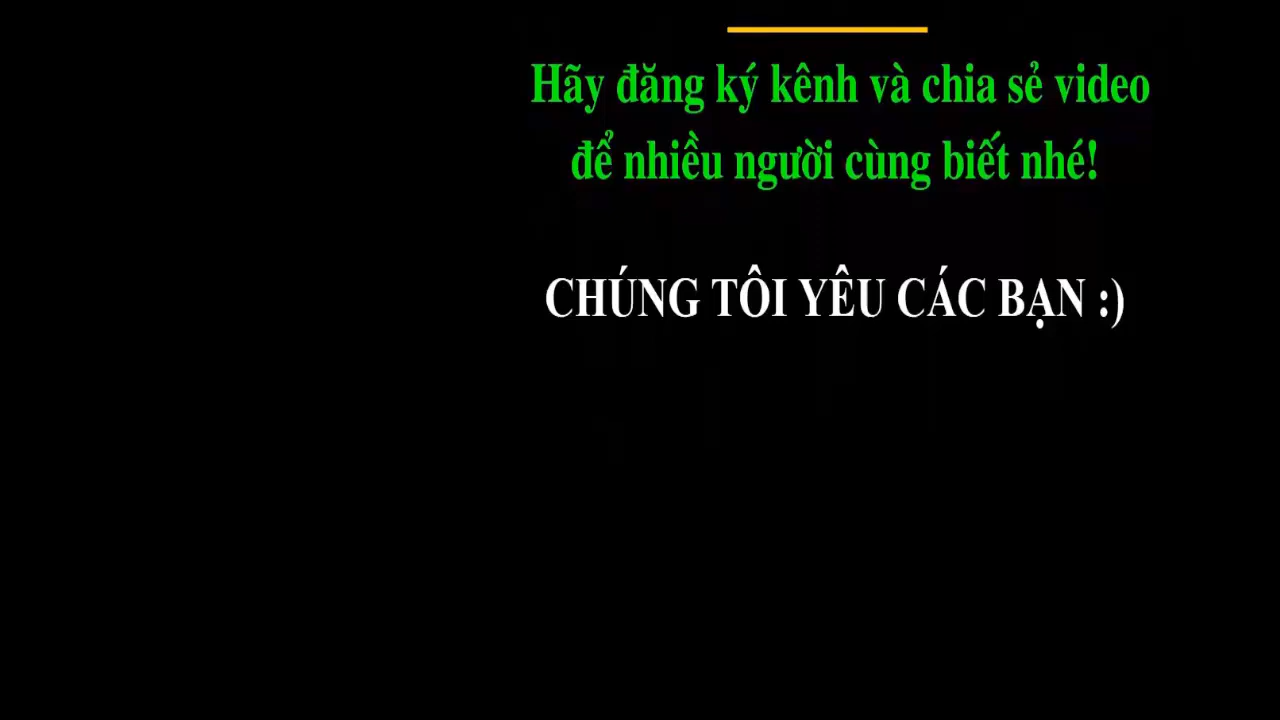 Hãy đăng ký kênh và chia sẻ video
để nhiều người cùng biết nhé!
CHÚNG TÔI YÊU CÁC BẠN :)